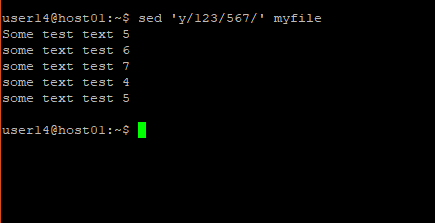 user14@host01:~$ sed 'y/123/567/' myfile
Some test text 5
some text test 6
some text test 7
some text test 4
some text test 5
user14@host01:~$